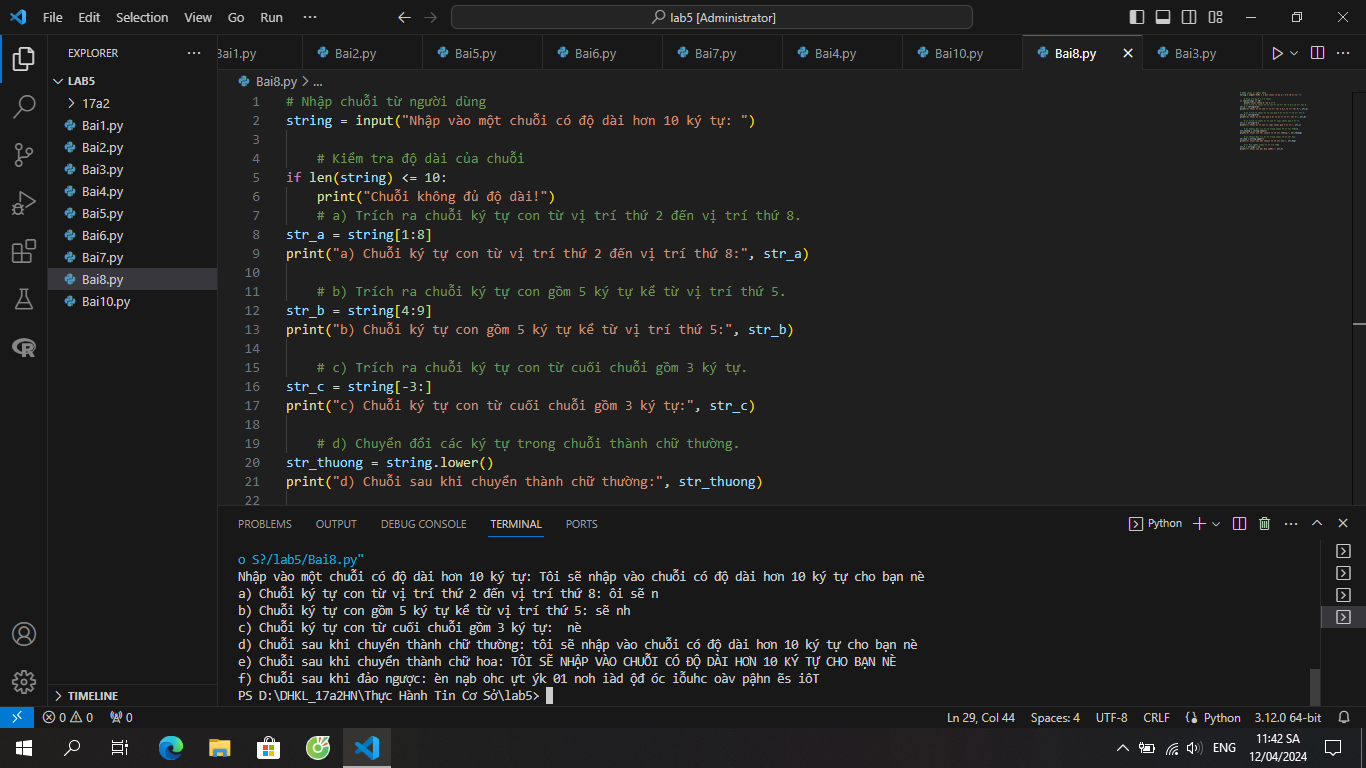 File Edit Selection View Go Run ··· lab5 [Administrator]
EXPLORER ···
Bai1.py Bai2.py Bai5.py Bai6.py Bai7.py Bai4.py Bai10.py Bai8.py Bai3.py ···
LAB5
17a2
Bai1.py
Bai2.py
Bai3.py
Bai4.py
Bai5.py
Bai6.py
Bai7.py
Bai8.py
Bai10.py
TIMELINE
Bai8.py > ...
1 # Nhập chuỗi từ người dùng
2 string = input("Nhập vào một chuỗi có độ dài hơn 10 ký tự: ")
3
4 # Kiểm tra độ dài của chuỗi
5 if len(string) <= 10:
6 print("Chuỗi không đủ độ dài!")
7 # a) Trích ra chuỗi ký tự con từ vị trí thứ 2 đến vị trí thứ 8.
8 str_a = string[1:8]
9 print("a) Chuỗi ký tự con từ vị trí thứ 2 đến vị trí thứ 8:", str_a)
10
11 # b) Trích ra chuỗi ký tự con gồm 5 ký tự kể từ vị trí thứ 5.
12 str_b = string[4:9]
13 print("b) Chuỗi ký tự con gồm 5 ký tự kể từ vị trí thứ 5:", str_b)
14
15 # c) Trích ra chuỗi ký tự con từ cuối chuỗi gồm 3 ký tự.
16 str_c = string[-3:]
17 print("c) Chuỗi ký tự con từ cuối chuỗi gồm 3 ký tự:", str_c)
18
19 # d) Chuyển đổi các ký tự trong chuỗi thành chữ thường.
20 str_thuong = string.lower()
21 print("d) Chuỗi sau khi chuyển thành chữ thường:", str_thuong)
22
PROBLEMS OUTPUT DEBUG CONSOLE TERMINAL PORTS Python ···
o S?/lab5/Bai8.py"
Nhập vào một chuỗi có độ dài hơn 10 ký tự: Tôi sẽ nhập vào chuỗi có độ dài hơn 10 ký tự cho bạn nè
a) Chuỗi ký tự con từ vị trí thứ 2 đến vị trí thứ 8: ôi sẽ n
b) Chuỗi ký tự con gồm 5 ký tự kể từ vị trí thứ 5: sẽ nh
c) Chuỗi ký tự con từ cuối chuỗi gồm 3 ký tự:  nè
d) Chuỗi sau khi chuyển thành chữ thường: tôi sẽ nhập vào chuỗi có độ dài hơn 10 ký tự cho bạn nè
e) Chuỗi sau khi chuyển thành chữ hoa: TÔI SẼ NHẬP VÀO CHUỖI CÓ ĐỘ DÀI HƠN 10 KÝ TỰ CHO BẠN NÈ
f) Chuỗi sau khi đảo ngược: èn nạb ohc ựt ýk 01 nơh iàd ộđ óc iỗuhc oàv pậhn ẽs iôT
PS D:\DHKL_17a2HN\Thực Hành Tin Cơ Sở\lab5>
0 0 0 Ln 29, Col 44 Spaces: 4 UTF-8 CRLF Python 3.12.0 64-bit
ENG
11:42 SA
12/04/2024